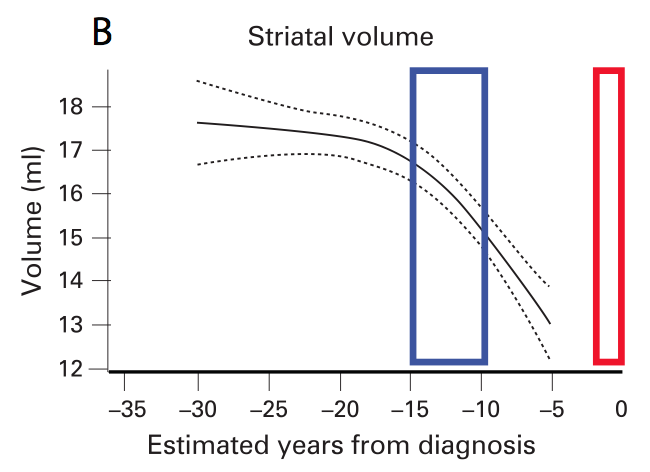 B
Striatal volume
Volume (ml)
18
17
16
15
14
13
12
–35 –30 –25 –20 –15 –10 –5 0
Estimated years from diagnosis